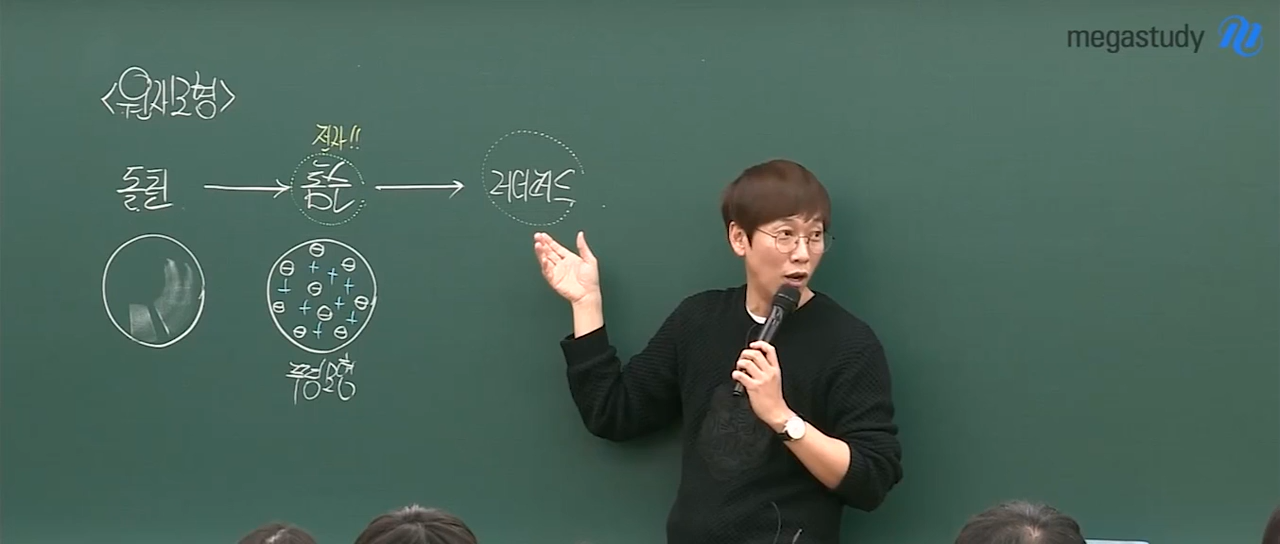 megastudy
<원자모형>
전자!!
돌턴 → 톰슨 → 러더퍼드
푸딩모형